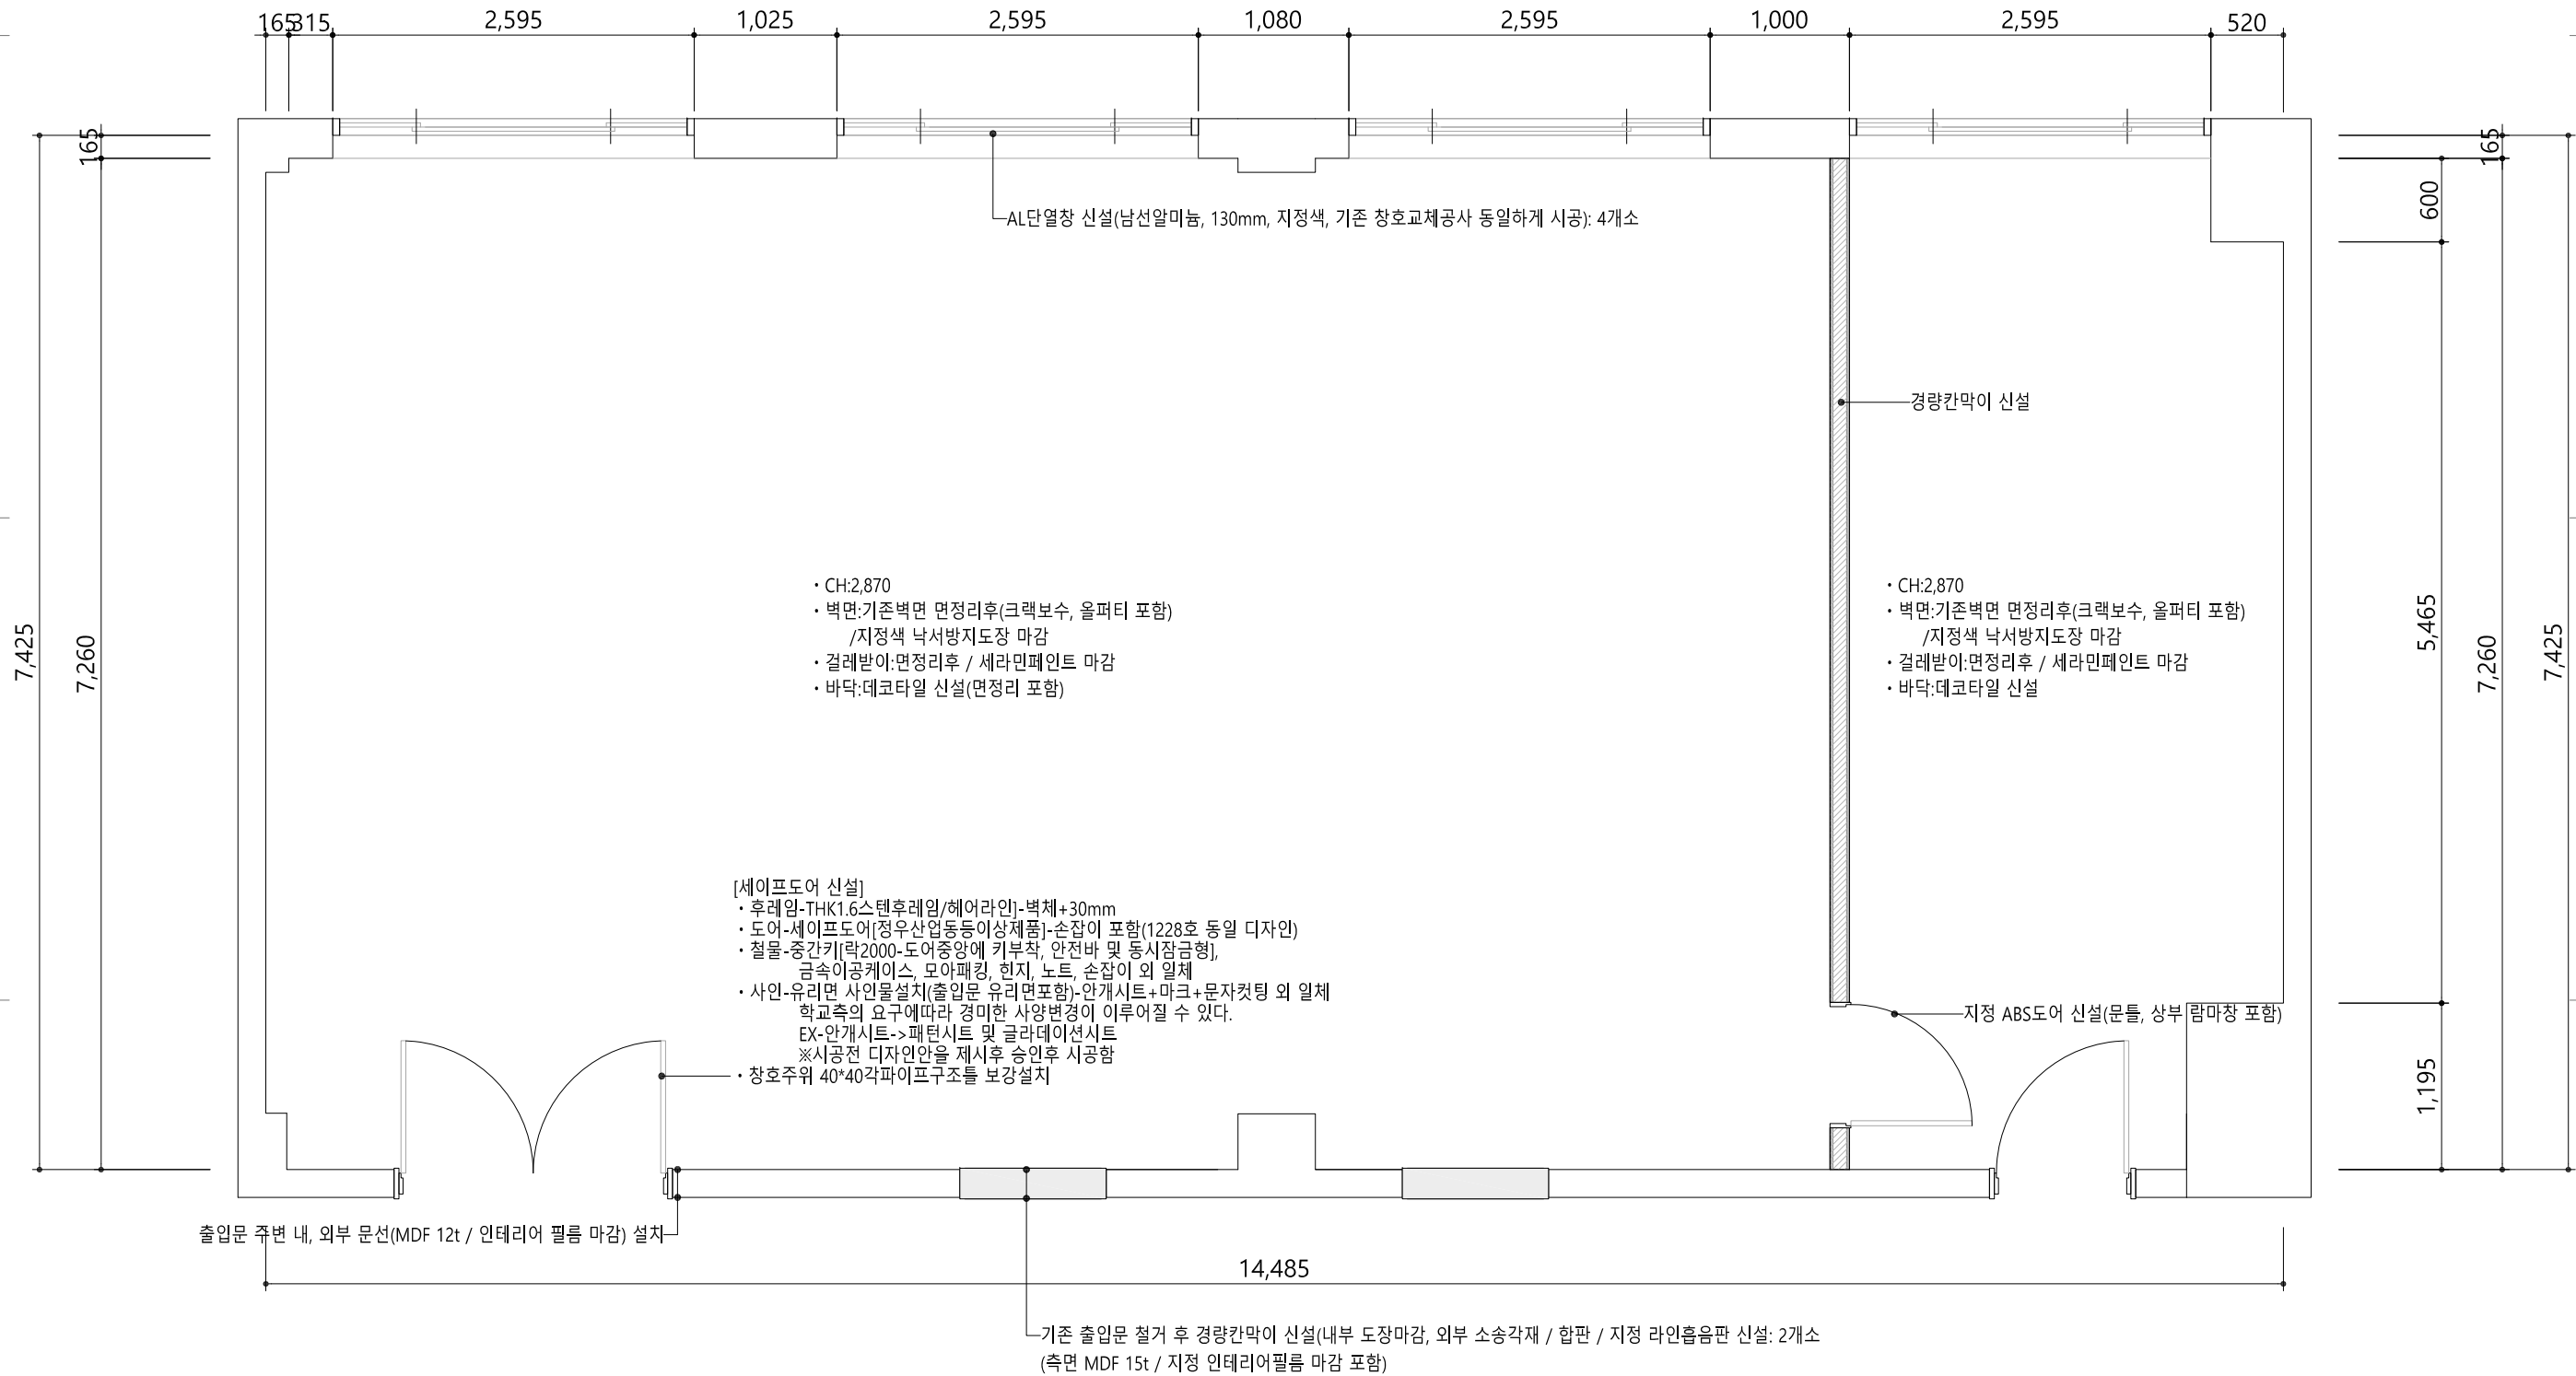 165
315
2,595
1,025
2,595
1,080
2,595
1,000
2,595
520
165
7,425
7,260
165
600
5,465
7,260
7,425
1,195
AL단열창 신설(남선알미늄, 130mm, 지정색, 기존 창호교체공사 동일하게 시공): 4개소
경량칸막이 신설
・CH:2,870
・벽면:기존벽면 면정리후(크랙보수, 올퍼티 포함)
/지정색 낙서방지도장 마감
・걸레받이:면정리후 / 세라민페인트 마감
・바닥:데코타일 신설(면정리 포함)
・CH:2,870
・벽면:기존벽면 면정리후(크랙보수, 올퍼티 포함)
/지정색 낙서방지도장 마감
・걸레받이:면정리후 / 세라민페인트 마감
・바닥:데코타일 신설
[세이프도어 신설]
・후레임-THK1.6스텐후레임/헤어라인]-벽체+30mm
・도어-세이프도어[정우산업동등이상제품]-손잡이 포함(1228호 동일 디자인)
・철물-중간키[락2000-도어중앙에 키부착, 안전바 및 동시잠금형],
금속이공케이스, 모아패킹, 힌지, 노트, 손잡이 외 일체
・사인-유리면 사인물설치(출입문 유리면포함)-안개시트+마크+문자컷팅 외 일체
학교측의 요구에따라 경미한 사양변경이 이루어질 수 있다.
EX-안개시트->패턴시트 및 글라데이션시트
※시공전 디자인안을 제시후 승인후 시공함
・창호주위 40*40각파이프구조틀 보강설치
지정 ABS도어 신설(문틀, 상부 람마창 포함)
출입문 주변 내, 외부 문선(MDF 12t / 인테리어 필름 마감) 설치
14,485
기존 출입문 철거 후 경량칸막이 신설(내부 도장마감, 외부 소송각재 / 합판 / 지정 라인흡음판 신설: 2개소
(측면 MDF 15t / 지정 인테리어필름 마감 포함)